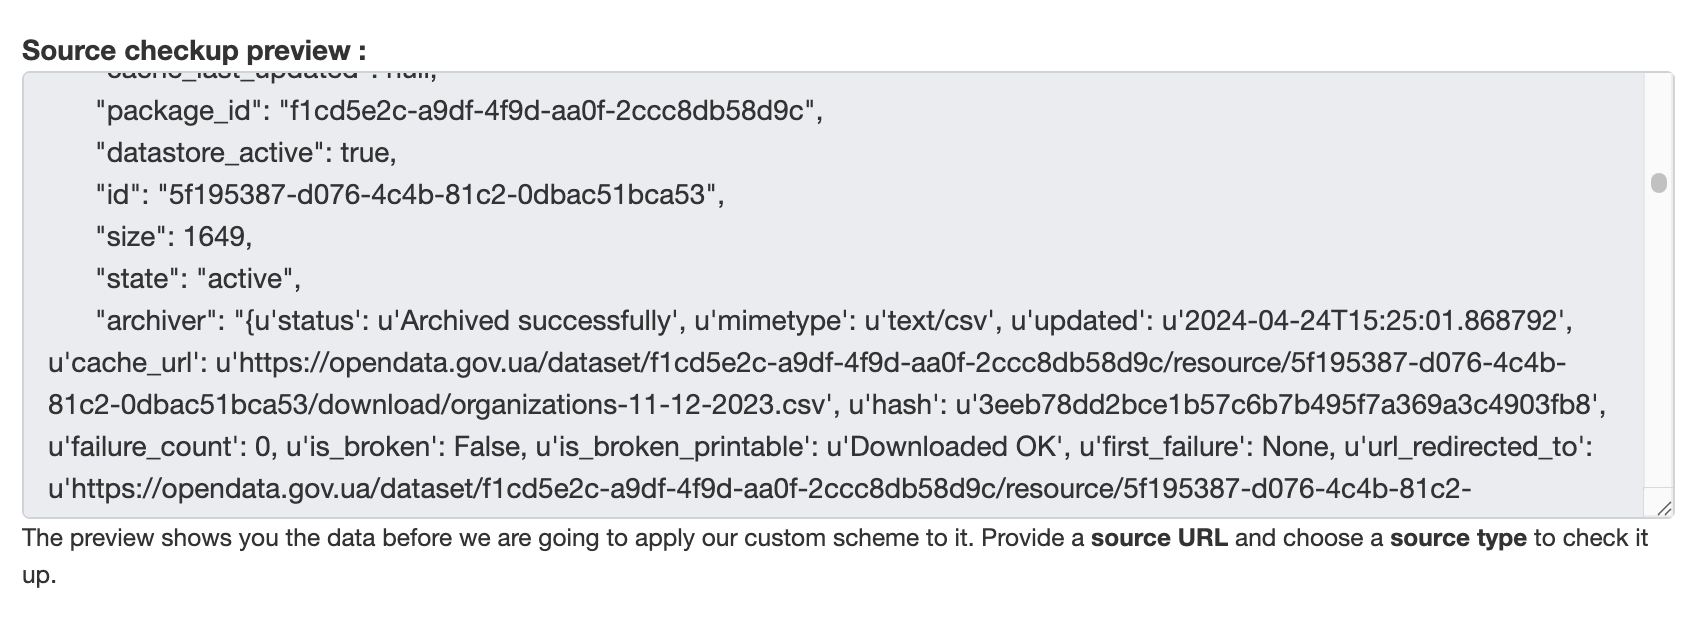 Source checkup preview :
"cache_last_updated": null,
"package_id": "f1cd5e2c-a9df-4f9d-aa0f-2ccc8db58d9c",
"datastore_active": true,
"id": "5f195387-d076-4c4b-81c2-0dbac51bca53",
"size": 1649,
"state": "active",
"archiver": "{u'status': u'Archived successfully', u'mimetype': u'text/csv', u'updated': u'2024-04-24T15:25:01.868792',
u'cache_url': u'https://opendata.gov.ua/dataset/f1cd5e2c-a9df-4f9d-aa0f-2ccc8db58d9c/resource/5f195387-d076-4c4b-
81c2-0dbac51bca53/download/organizations-11-12-2023.csv', u'hash': u'3eeb78dd2bce1b57c6b7b495f7a369a3c4903fb8',
u'failure_count': 0, u'is_broken': False, u'is_broken_printable': u'Downloaded OK', u'first_failure': None, u'url_redirected_to':
u'https://opendata.gov.ua/dataset/f1cd5e2c-a9df-4f9d-aa0f-2ccc8db58d9c/resource/5f195387-d076-4c4b-81c2-
The preview shows you the data before we are going to apply our custom scheme to it. Provide a source URL and choose a source type to check it
up.